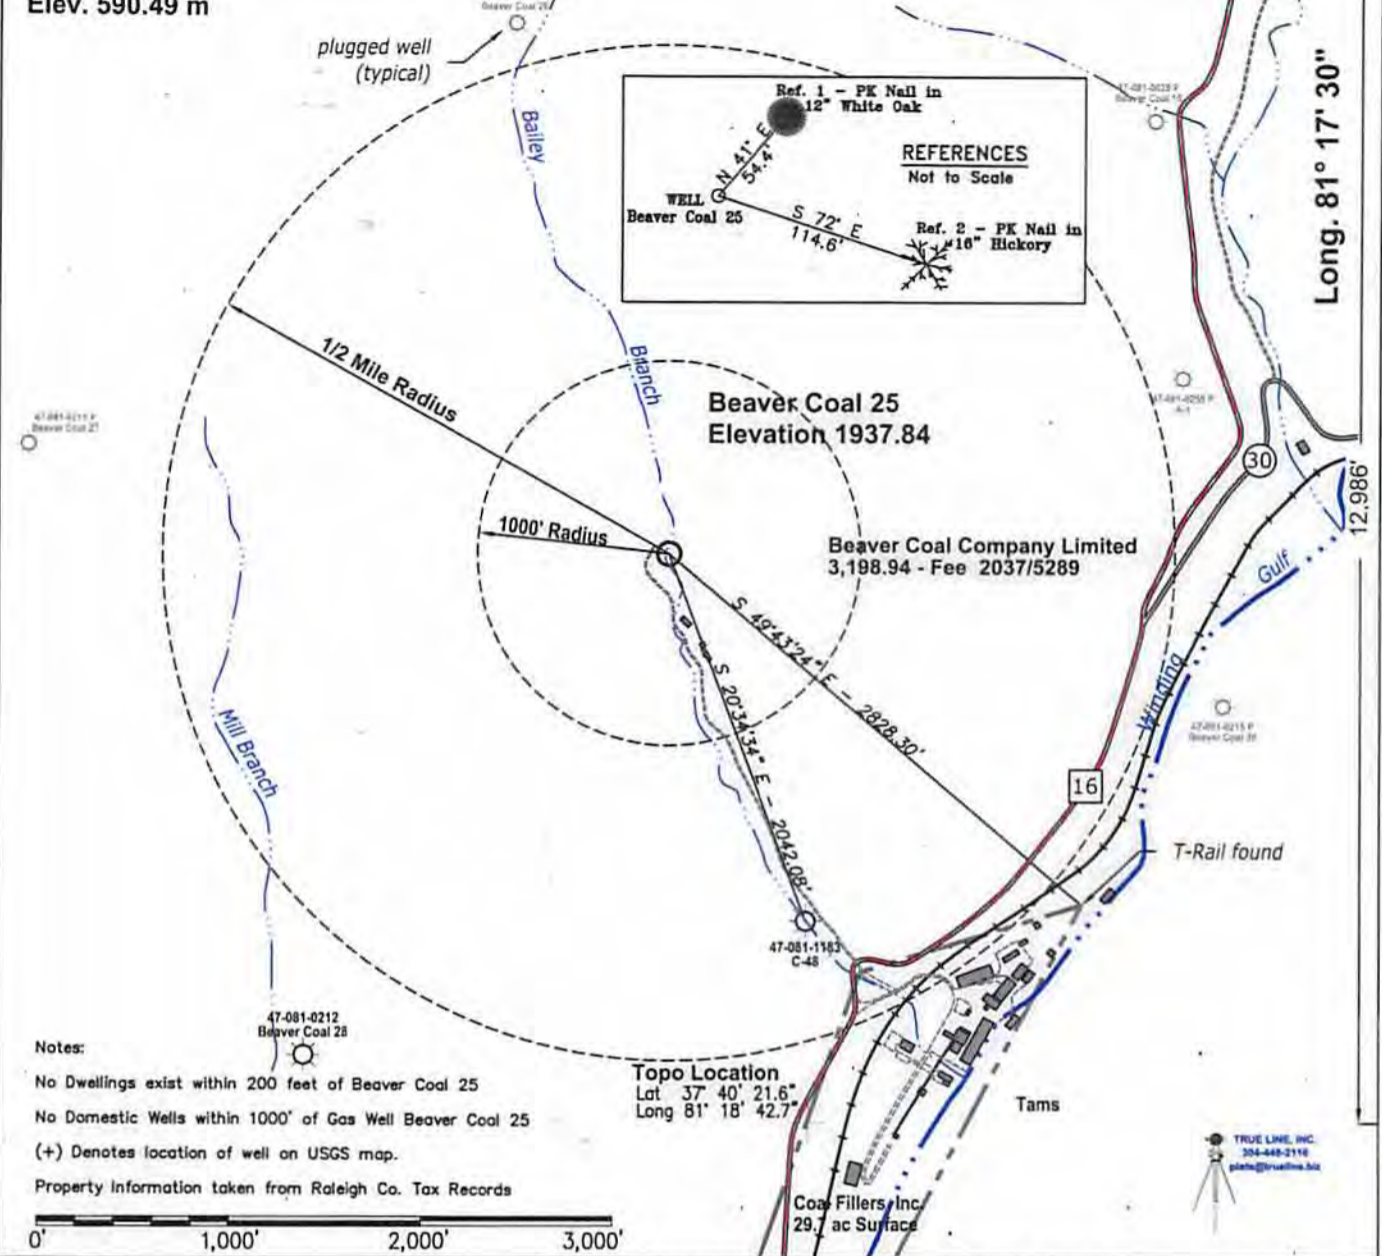 Elev. 590.49 m
plugged well
(typical)
Bailey
Branch
Ref. 1 - PK Nail in
12" White Oak
N 41° E
54.4'
REFERENCES
Not to Scale
WELL
Beaver Coal 25
S 72° E
114.6'
Ref. 2 - PK Nail in
16" Hickory
Long. 81° 17' 30"
12,986'
1/2 Mile Radius
Beaver Coal 25
Elevation 1937.84
30
1000' Radius
Beaver Coal Company Limited
3,198.94 - Fee 2037/5289
Winding
Gulf
S 49°43'24" E - 2828.30'
S 20°34'34" E - 2042.08'
Mill Branch
16
T-Rail found
47-081-1183
C-48
47-081-0212
Beaver Coal 28
Notes:
No Dwellings exist within 200 feet of Beaver Coal 25
No Domestic Wells within 1000' of Gas Well Beaver Coal 25
(+) Denotes location of well on USGS map.
Property Information taken from Raleigh Co. Tax Records
Topo Location
Lat 37° 40' 21.6"
Long 81° 18' 42.7"
Tams
Coal Fillers, Inc.
ac Surface
TRUE LINE, INC.
304-448-2116
plats@trueline.biz
0' 1,000' 2,000' 3,000'